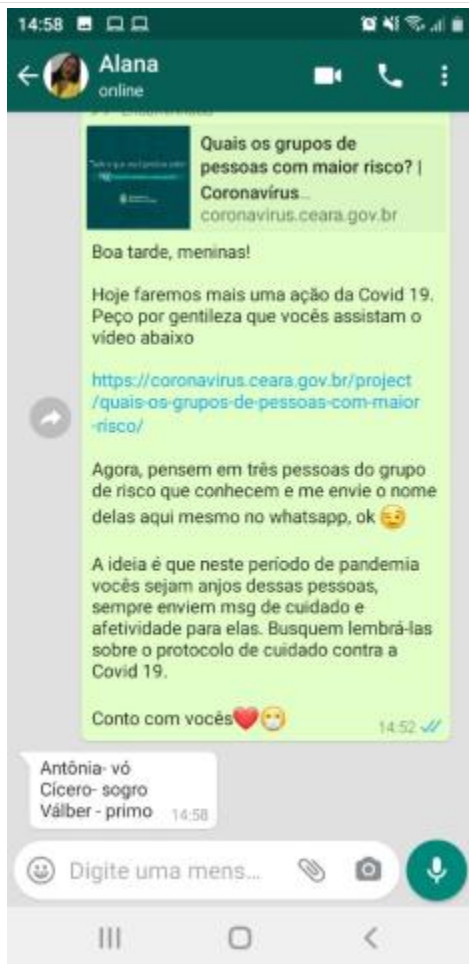 14:58
Alana
online
Quais os grupos de
pessoas com maior risco? |
Coronavírus...
coronavirus.ceara.gov.br
Boa tarde, meninas!
Hoje faremos mais uma ação da Covid 19.
Peço por gentileza que vocês assistam o
vídeo abaixo
https://coronavirus.ceara.gov.br/project
/quais-os-grupos-de-pessoas-com-maior
-risco/
Agora, pensem em três pessoas do grupo
de risco que conhecem e me envie o nome
delas aqui mesmo no whatsapp, ok 😏
A ideia é que neste período de pandemia
vocês sejam anjos dessas pessoas,
sempre enviem msg de cuidado e
afetividade para elas. Busquem lembrá-las
sobre o protocolo de cuidado contra a
Covid 19.
Conto com vocês❤️😷
14:52
Antônia- vó
Cícero- sogro
Válber - primo 14:58
Digite uma mens...